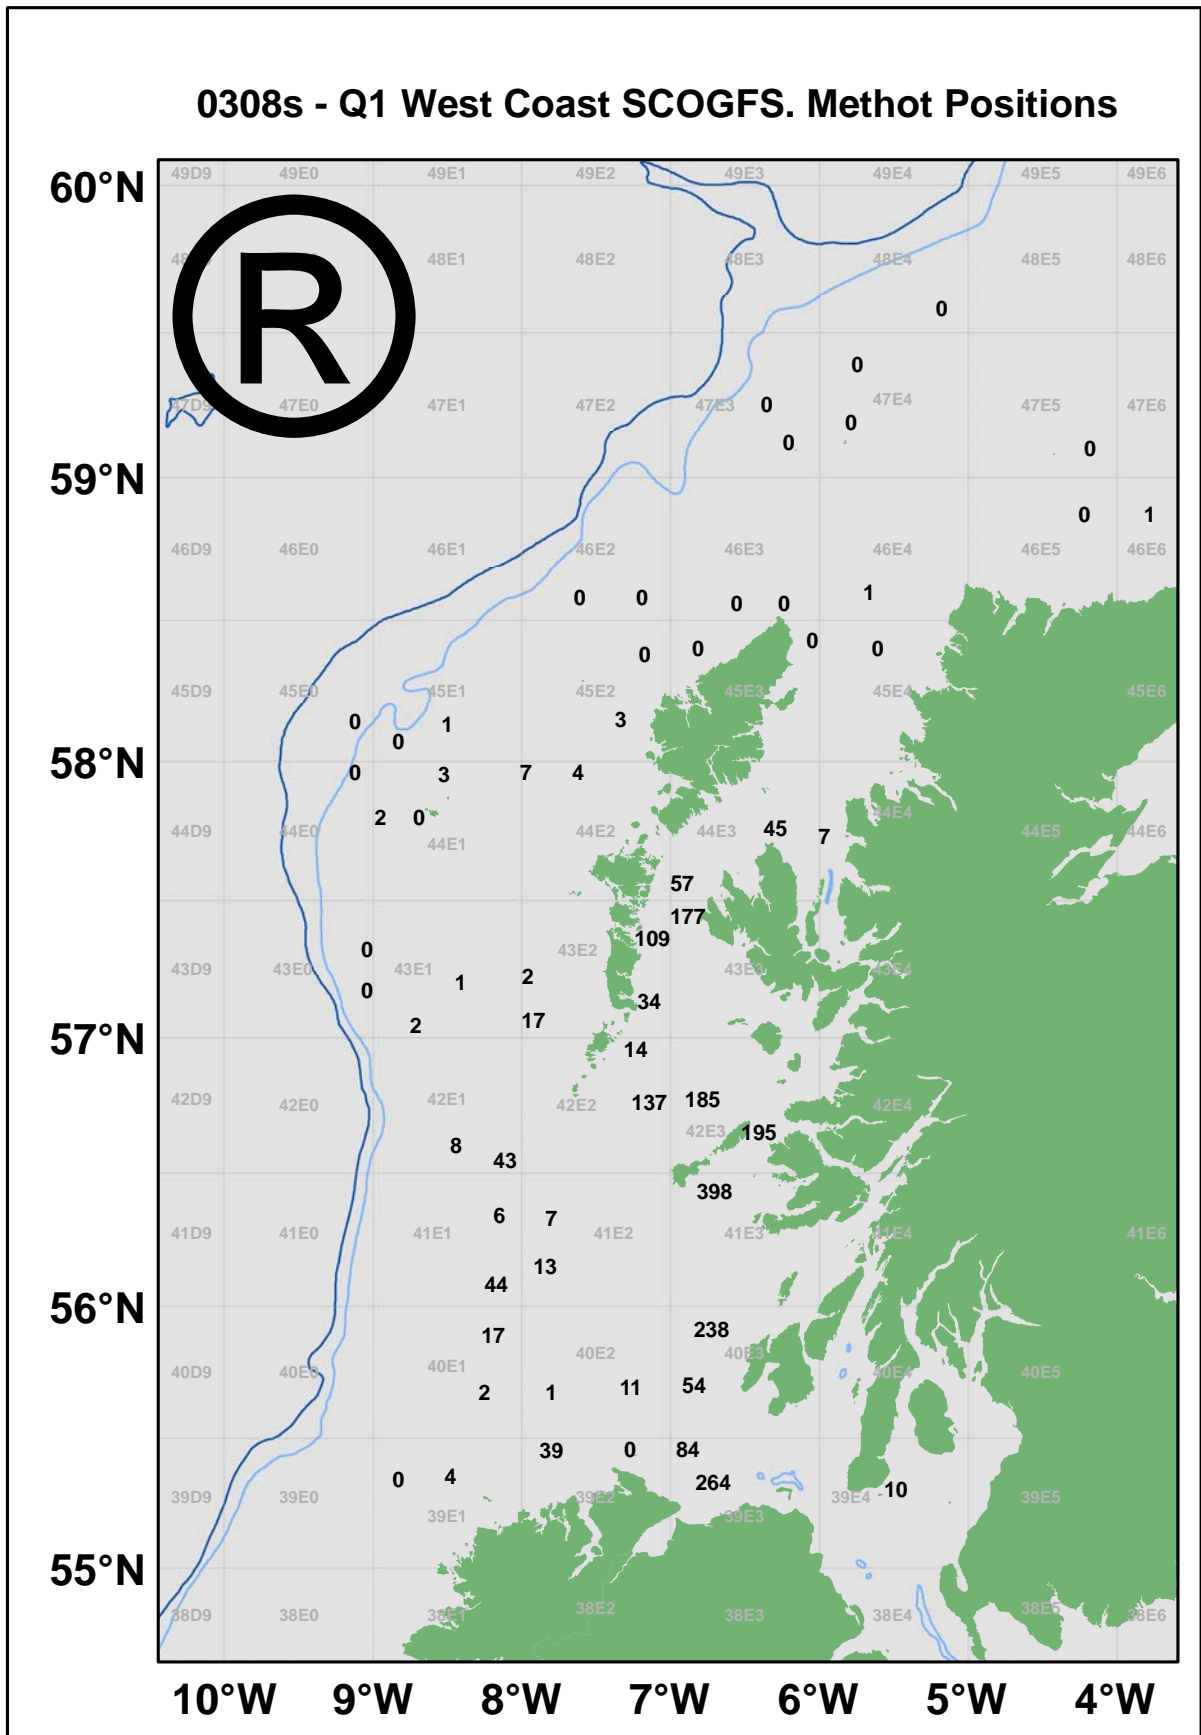 0308s - Q1 West Coast SCOGFS. Methot Positions
49D9 49E0 49E1 49E2 49E3 49E4 49E5 49E6
60°N
®
48E1 48E2 48E3 48E4 48E5 48E6
0
0
47D9 47E0 47E1 47E2 47E3 0 47E4 47E5 47E6
0
0
0
59°N
0 1
46D9 46E0 46E1 46E2 46E3 46E4 46E5 46E6
0 0 0 0 1
0 0 0 0
45D9 45E0 45E1 45E2 45E3 45E4 45E6
0 1 3
0
58°N
0 3 7 4
2 0 44E4
44D9 44E0 44E2 44E3 45 7 44E5 44E6
44E1
57
177
109
0 43E2
43D9 43E0 43E1 43E3 43E4
0 1 2
34
2 17
57°N
14
42D9 42E0 42E1 42E2 137 185 42E4
42E3 195
8 43
398
6 7
41D9 41E0 41E1 41E2 41E3 41E4 41E6
13
44
56°N
17 238
40D9 40E0 40E1 40E2 40E3 40E4 40E5
2 1 11 54
39 0 84
0 4 264
39D9 39E0 39E2 39E4 10 39E5
39E1 39E3
55°N
38D9 38E0 38E1 38E2 38E3 38E4 38E5 38E6
10°W 9°W 8°W 7°W 6°W 5°W 4°W